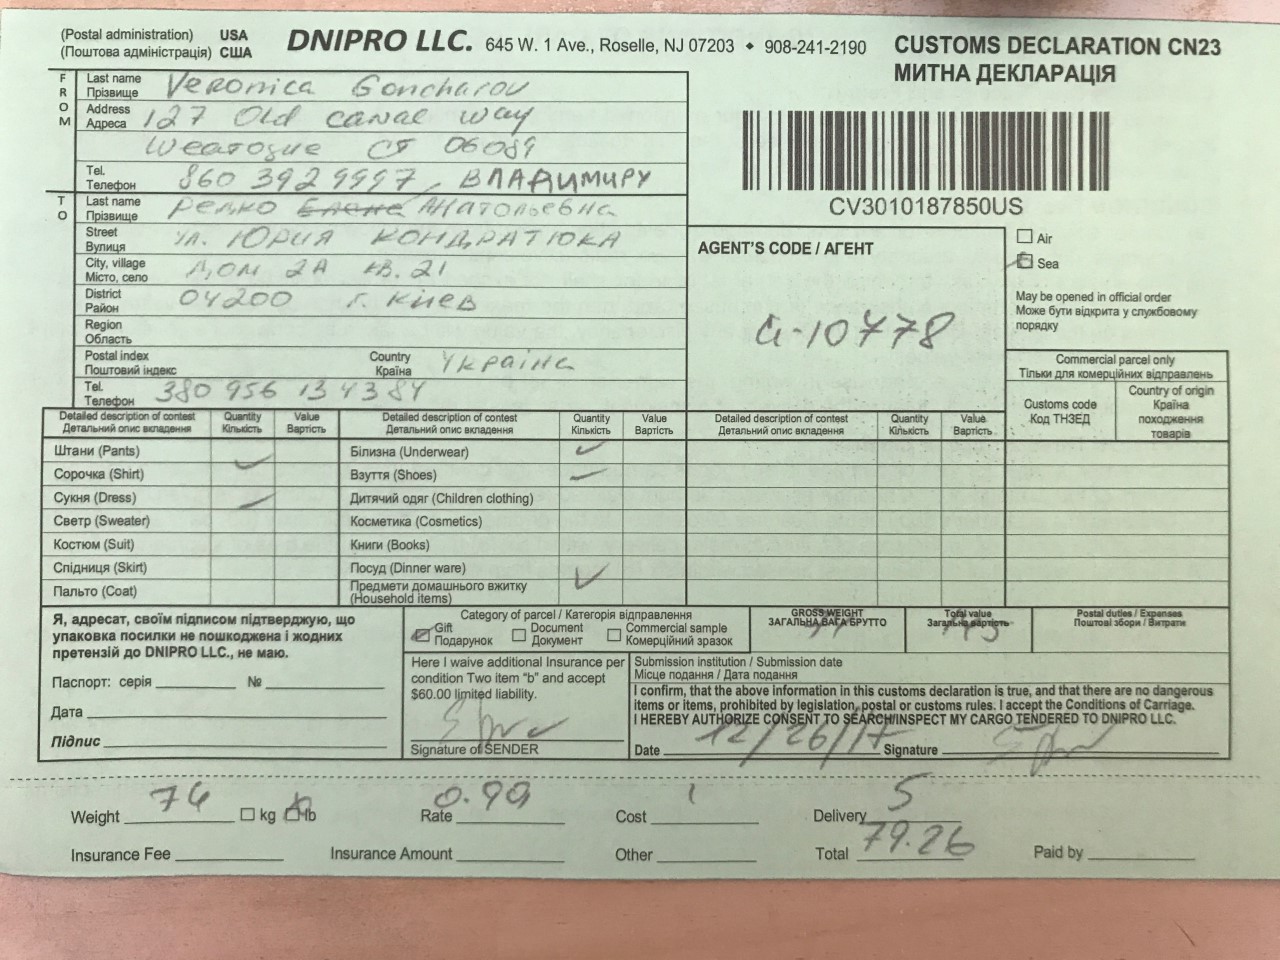 (Postal administration) USA
(Поштова адміністрація) США
DNIPRO LLC. 645 W. 1 Ave., Roselle, NJ 07203 ◆ 908-241-2190
CUSTOMS DECLARATION CN23
МИТНА ДЕКЛАРАЦІЯ
FROM
Last name Veronica Goncharov
Прізвище
Address 127 Old canal way
Адреса
Weatogue CT 06089
Tel. 860 392 9997, ВЛАДИМИРУ
Телефон
CV3010187850US
TO
Last name Редко Елена Анатольевна
Прізвище
Street ул. ЮРИЯ КОНДРАТЮКА
Вулиця
City, village Дом 2А кв. 21
Місто, село
District 04200 г. Киев
Район
Region
Область
Postal index Country Україна
Поштовий індекс Країна
Tel. 380 956 13 43 84
Телефон
AGENT'S CODE / АГЕНТ
G-10778
Air
Sea
May be opened in official order
Може бути відкрита у службовому
порядку
Commercial parcel only
Тільки для комерційних відправлень
Customs code Country of origin
Код ТНЗЕД Країна
походження
товарів
Detailed description of contest Quantity Value Detailed description of contest Quantity Value Detailed description of contest Quantity Value
Детальний опис вкладення Кількість Вартість Детальний опис вкладення Кількість Вартість Детальний опис вкладення Кількість Вартість
Штани (Pants) Білизна (Underwear)
Сорочка (Shirt) Взуття (Shoes)
Сукня (Dress) Дитячий одяг (Children clothing)
Светр (Sweater) Косметика (Cosmetics)
Костюм (Suit) Книги (Books)
Спідниця (Skirt) Посуд (Dinner ware)
Пальто (Coat) Предмети домашнього вжитку
(Household items)
Я, адресат, своїм підписом підтверджую, що
упаковка посилки не пошкоджена і жодних
претензій до DNIPRO LLC., не маю.
Паспорт: серія №
Дата
Підпис
Category of parcel / Категорія відправлення
Gift Document Commercial sample
Подарунок Документ Комерційний зразок
GROSS WEIGHT
ЗАГАЛЬНА ВАГА БРУТТО
Total value
Загальна вартість
Postal duties / Expenses
Поштові збори / Витрати
Here I waive additional Insurance per
condition Two item "b" and accept
$60.00 limited liability.
Signature of SENDER
Submission institution / Submission date
Місце подання / Дата подання
I confirm, that the above information in this customs declaration is true, and that there are no dangerous
items or items, prohibited by legislation, postal or customs rules. I accept the Conditions of Carriage.
I HEREBY AUTHORIZE CONSENT TO SEARCH/INSPECT MY CARGO TENDERED TO DNIPRO LLC.
Date 12/26/17 Signature
Weight 74 kg lb Rate 0.99 Cost Delivery 5
Insurance Fee Insurance Amount Other Total 79.26 Paid by